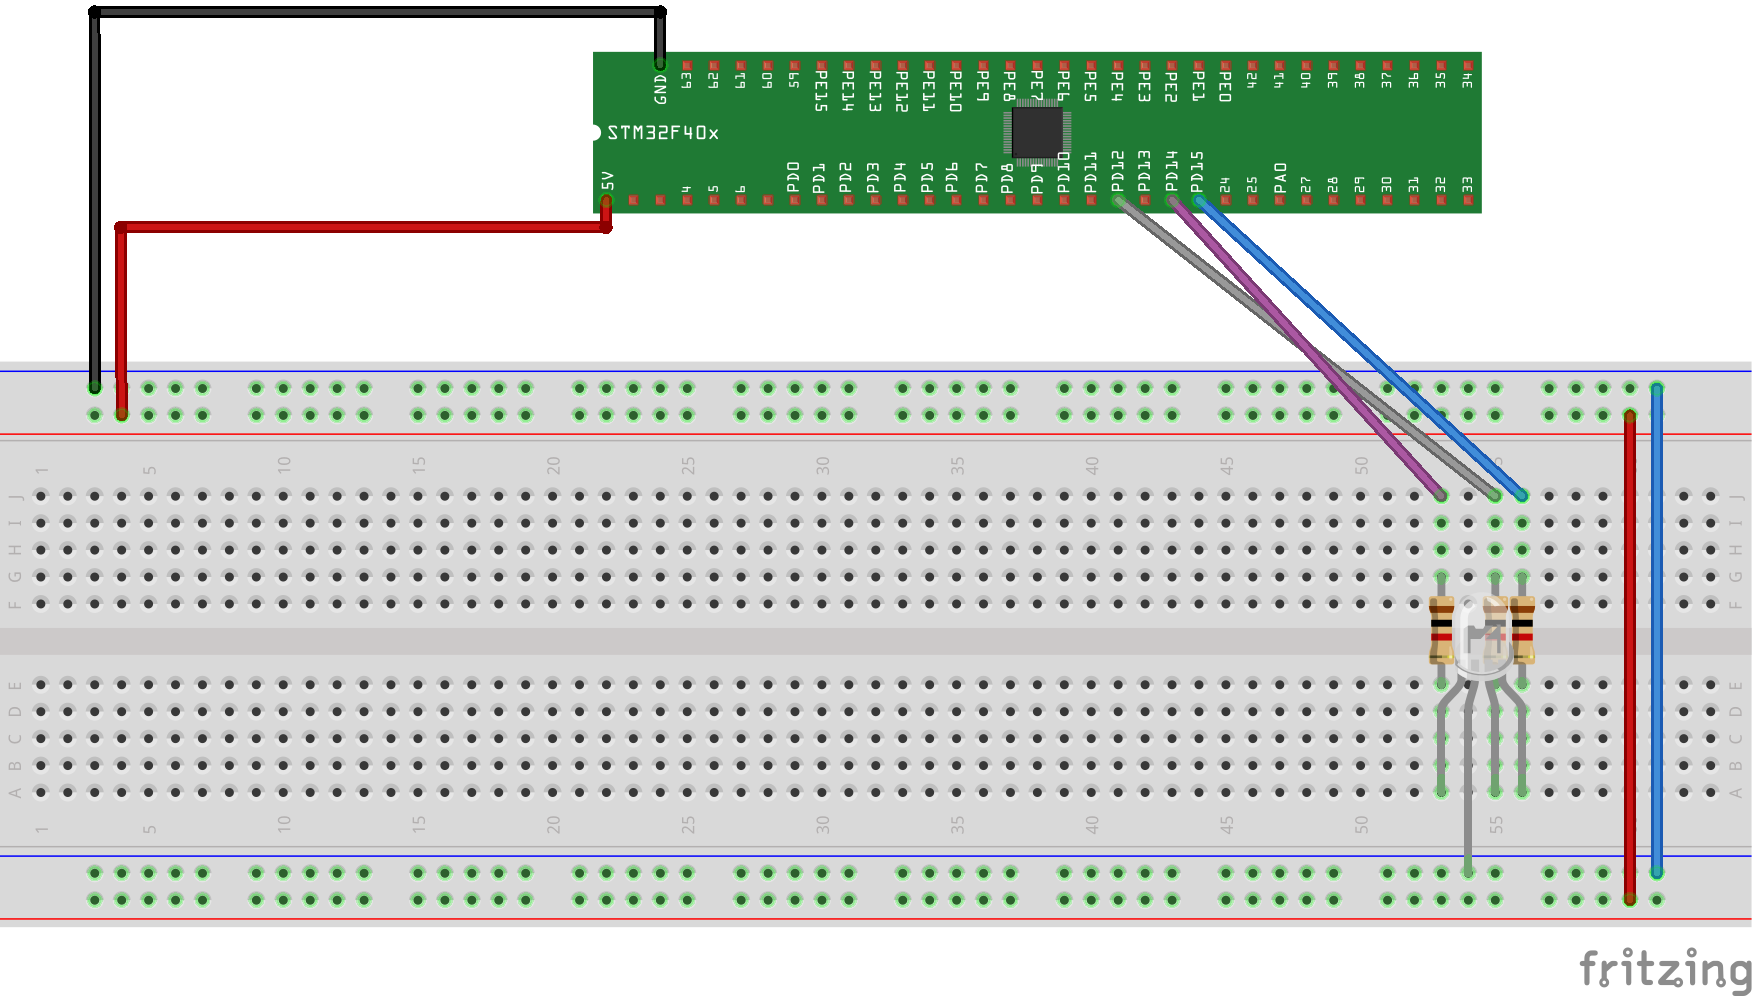 GND 63 62 61 60 59 PE15 PE14 PE13 PE12 PE11 PE10 PE9 PE8 PE7 PE6 PE5 PE4 PE3 PE2 PE1 PE0 42 41 40 39 38 37 36 35 34
STM32F40x
5V 4 5 6 PD0 PD1 PD2 PD3 PD4 PD5 PD6 PD7 PD8 PD9 PD10 PD11 PD12 PD13 PD14 PD15 24 25 PA0 27 28 29 30 31 32 33
1 5 10 15 20 25 30 35 40 45 50
J J
I I
H H
G G
F F
E E
D D
C C
B B
A A
1 5 10 15 20 25 30 35 40 45 50 55
fritzing